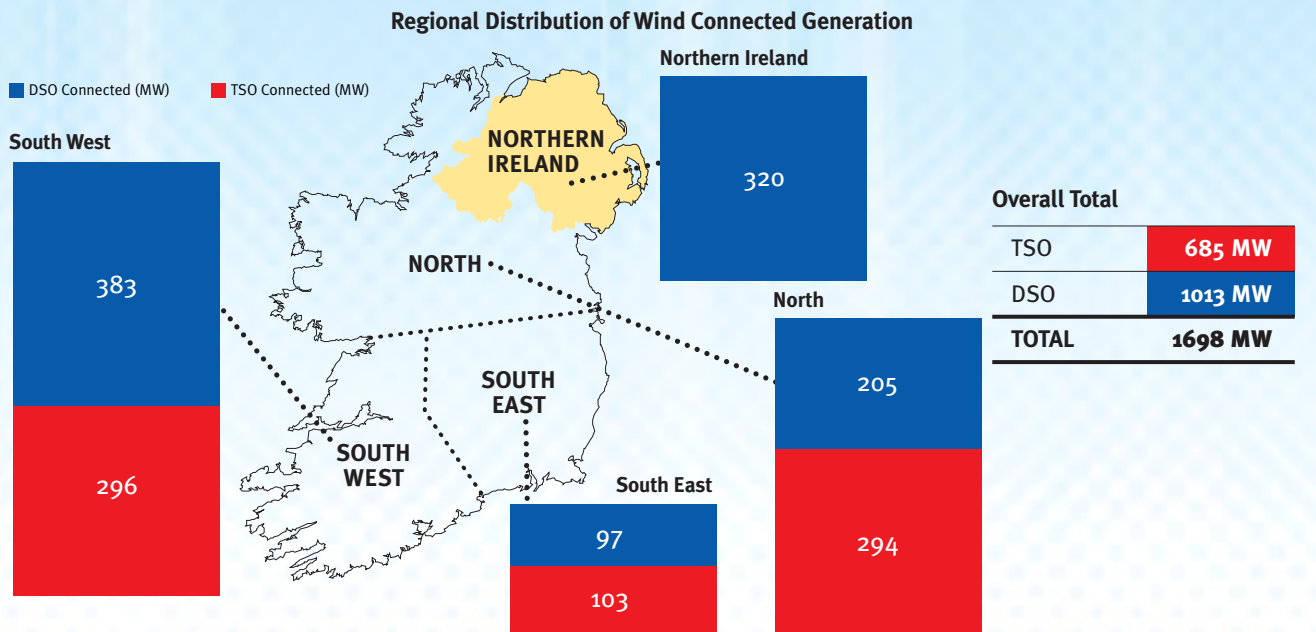 Regional Distribution of Wind Connected Generation
DSO Connected (MW)
TSO Connected (MW)
South West
383
296
Northern Ireland
320
NORTHERN
IRELAND
NORTH
SOUTH
EAST
SOUTH
WEST
North
205
294
South East
97
103
Overall Total
TSO 685 MW
DSO 1013 MW
TOTAL 1698 MW